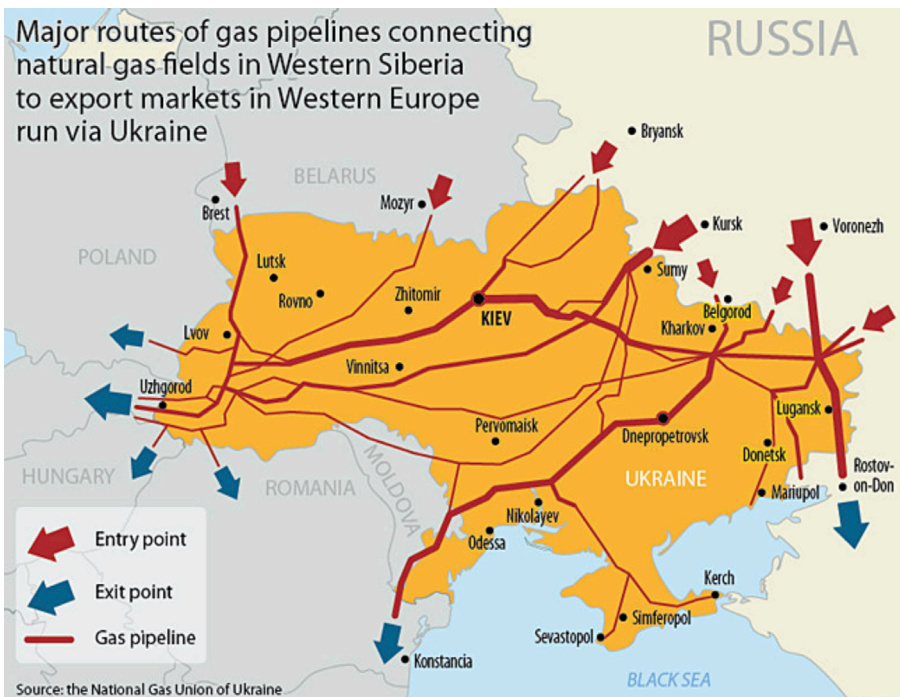 Major routes of gas pipelines connecting
natural gas fields in Western Siberia
to export markets in Western Europe
run via Ukraine
RUSSIA
Bryansk
BELARUS
Brest
Mozyr
Kursk
Voronezh
POLAND
Lutsk
Sumy
Rovno
Zhitomir
KIEV
Belgorod
Kharkov
Lvov
Vinnitsa
Uzhgorod
Lugansk
Pervomaisk
Dnepropetrovsk
Donetsk
HUNGARY
ROMANIA
MOLDOVA
UKRAINE
Rostov-
on-Don
Mariupol
Nikolayev
Odessa
Entry point
Exit point
Gas pipeline
Kerch
Simferopol
Sevastopol
Konstancia
BLACK SEA
Source: the National Gas Union of Ukraine